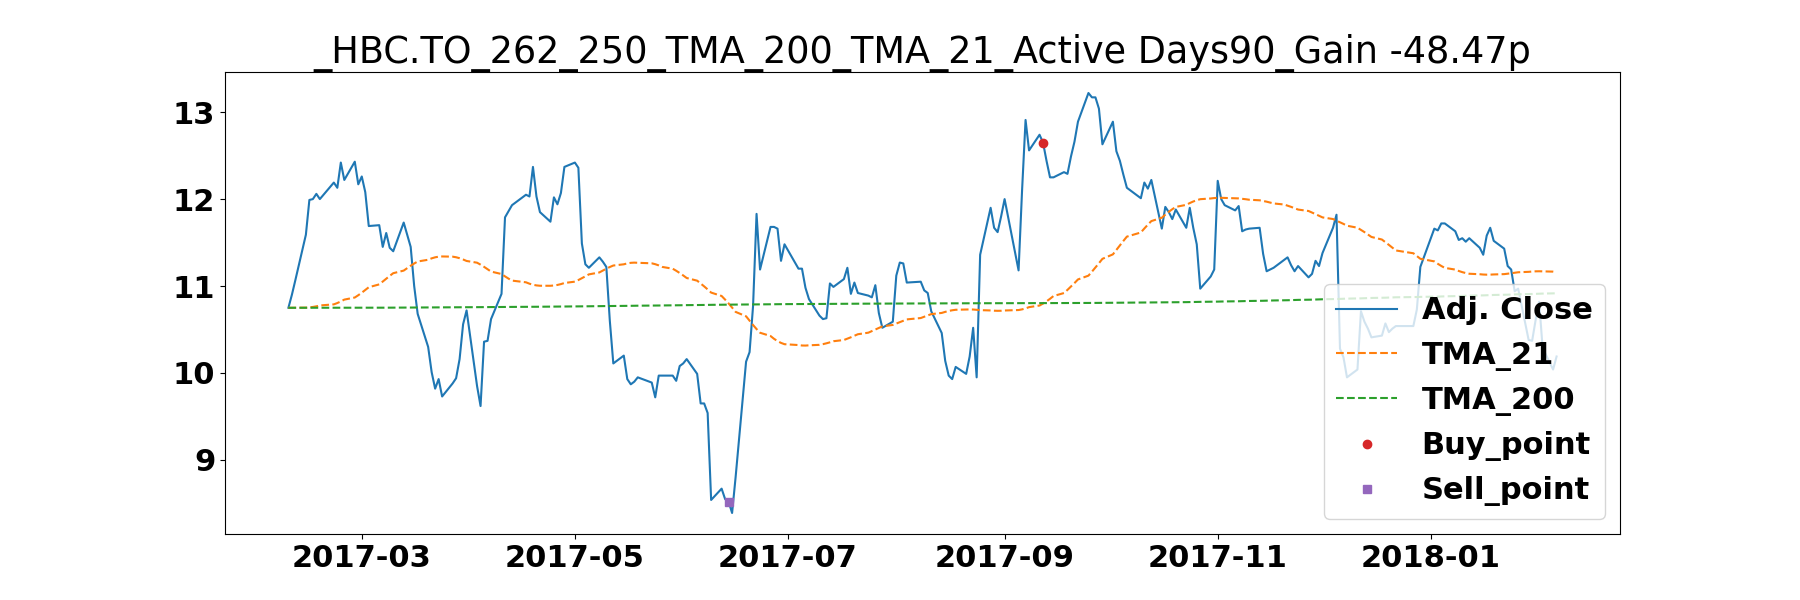 _HBC.TO_262_250_TMA_200_TMA_21_Active Days90_Gain -48.47p
13
12
11
10
9
2017-03 2017-05 2017-07 2017-09 2017-11 2018-01
Adj. Close
TMA_21
TMA_200
Buy_point
Sell_point